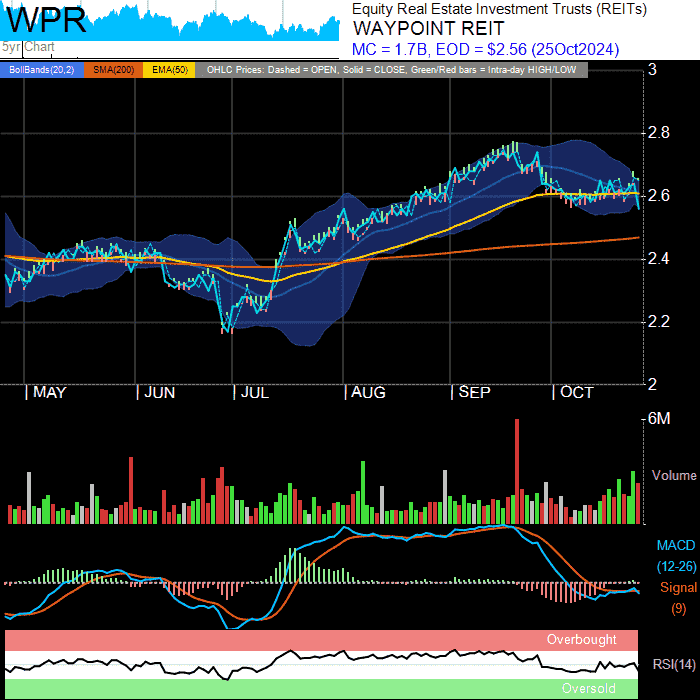 WPR
5yr Chart
Equity Real Estate Investment Trusts (REITs)
WAYPOINT REIT
MC = 1.7B, EOD = $2.56 (25Oct2024)
BollBands(20,2) SMA(200) EMA(50) OHLC Prices: Dashed = OPEN, Solid = CLOSE, Green/Red bars = Intra-day HIGH/LOW
3
2.8
2.6
2.4
2.2
2
MAY JUN JUL AUG SEP OCT
6M
Volume
MACD
(12-26)
Signal
(9)
Overbought
RSI(14)
Oversold